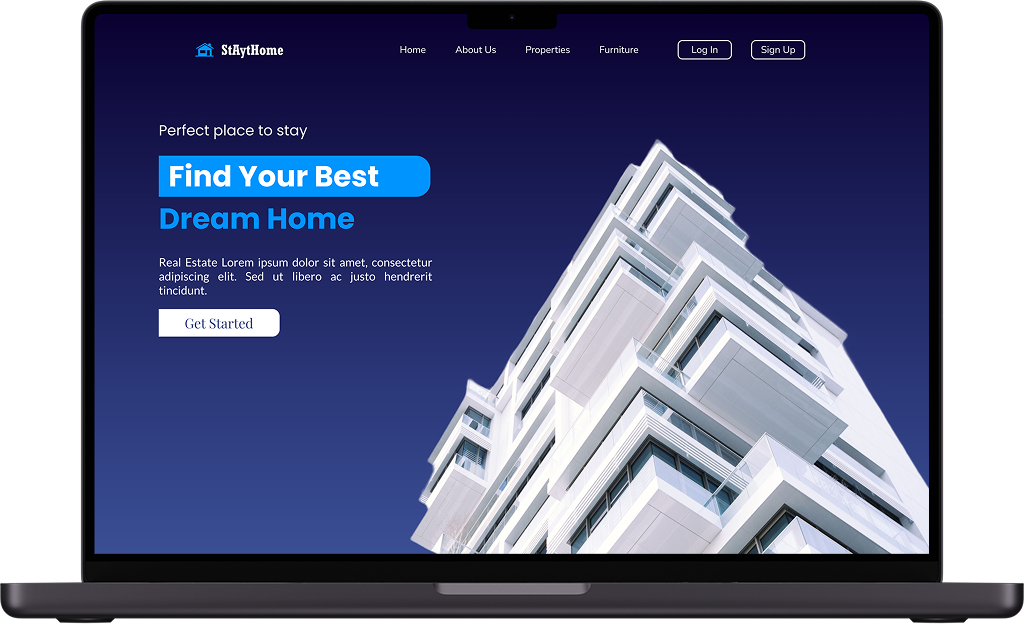 StAytHome
Home
About Us
Properties
Furniture
Log In
Sign Up
Perfect place to stay
Find Your Best
Dream Home
Real Estate Lorem ipsum dolor sit amet, consectetur
adipiscing elit. Sed ut libero ac justo hendrerit
tincidunt.
Get Started